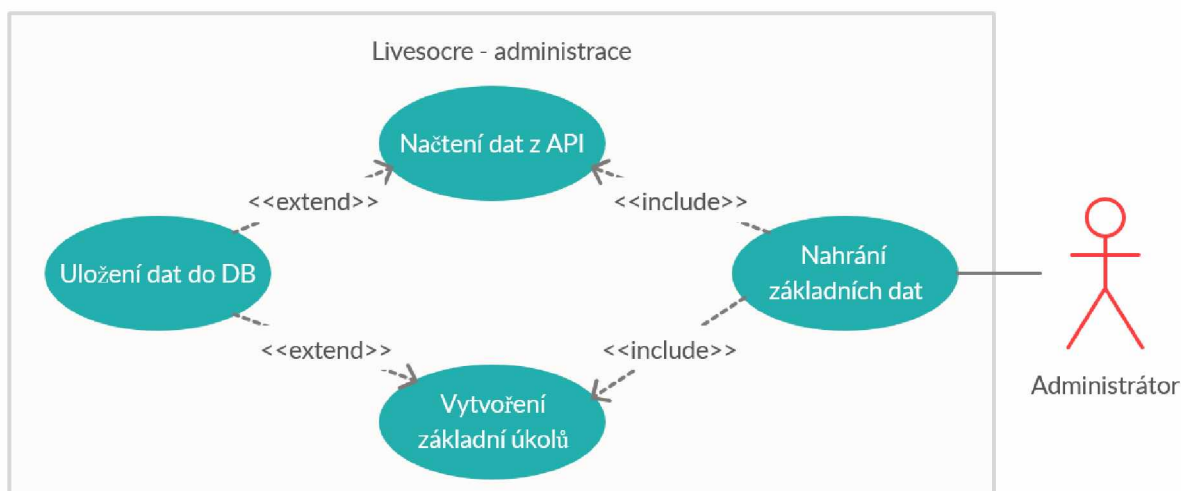 Livesocre - administrace
Načtení dat z API
<<extend>>
<<include>>
Uložení dat do DB
Nahrání
základních dat
<<extend>>
<<include>>
Administrátor
Vytvoření
základní úkolů